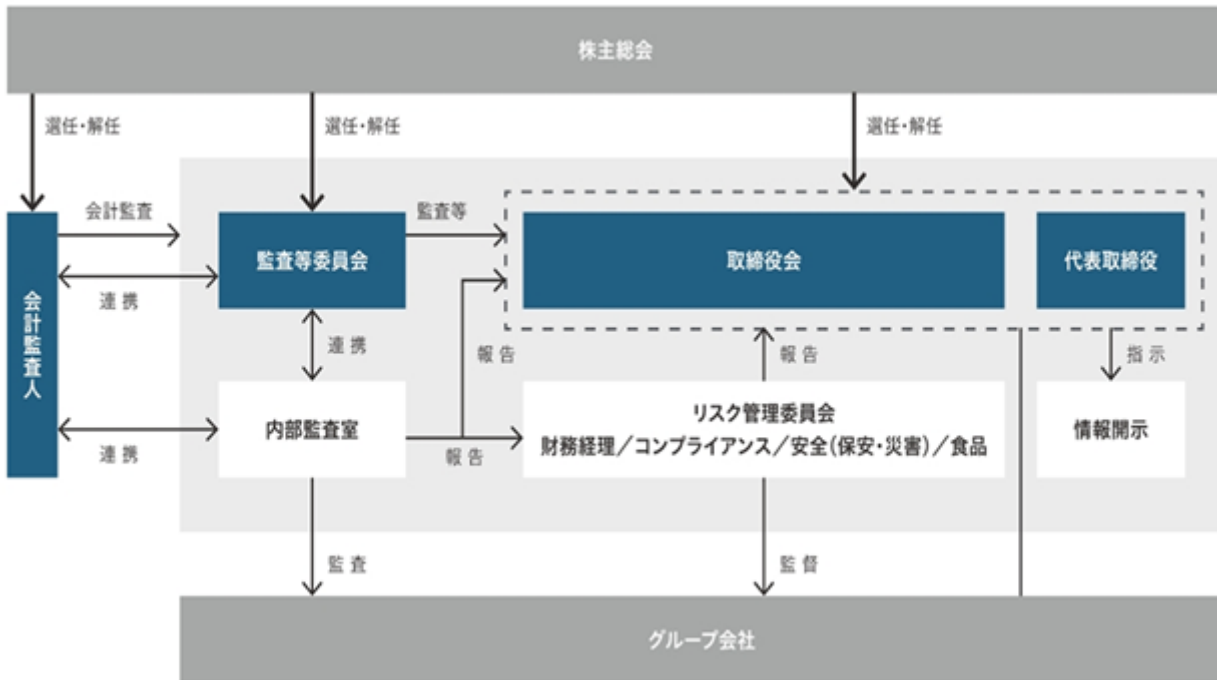 株主総会
選任・解任
選任・解任
選任・解任
会計監査
監査等
監査等委員会
取締役会
代表取締役
連携
会計監査人
連携
報告
報告
指示
内部監査室
リスク管理委員会
財務経理／コンプライアンス／安全(保安・災害)／食品
情報開示
連携
報告
監査
監督
グループ会社